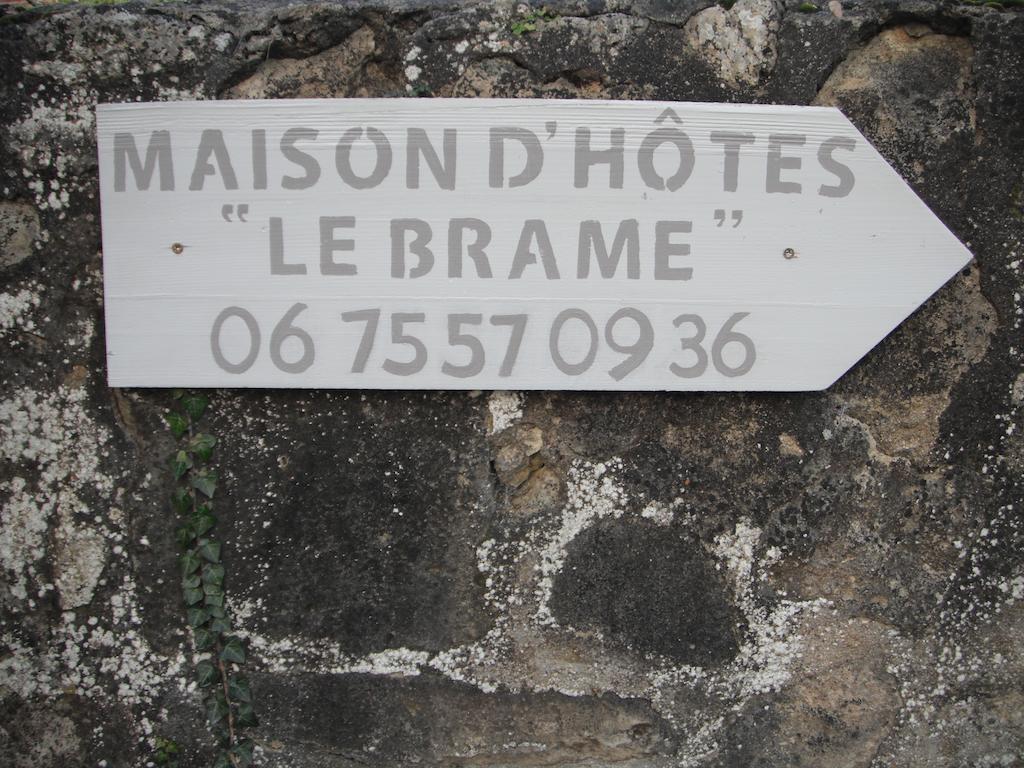 MAISON D'HÔTES
"LE BRAME"
06 75 57 09 36